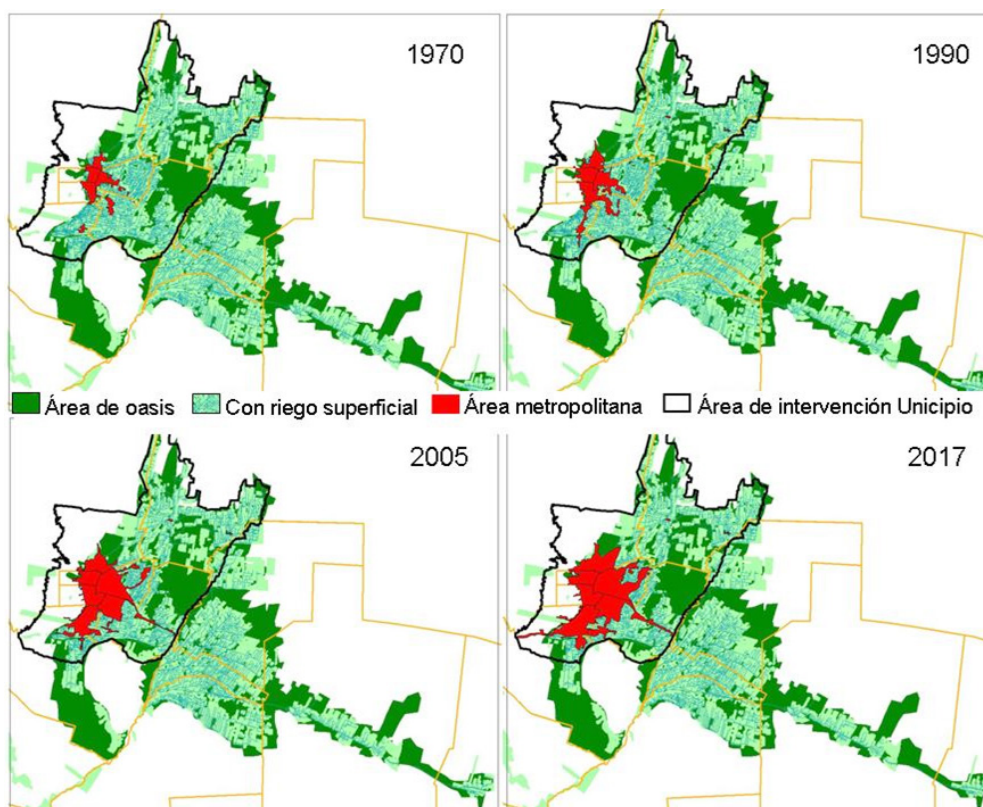 1970
1990
Área de oasis Con riego superficial Área metropolitana Área de intervención Unicipio
2005
2017